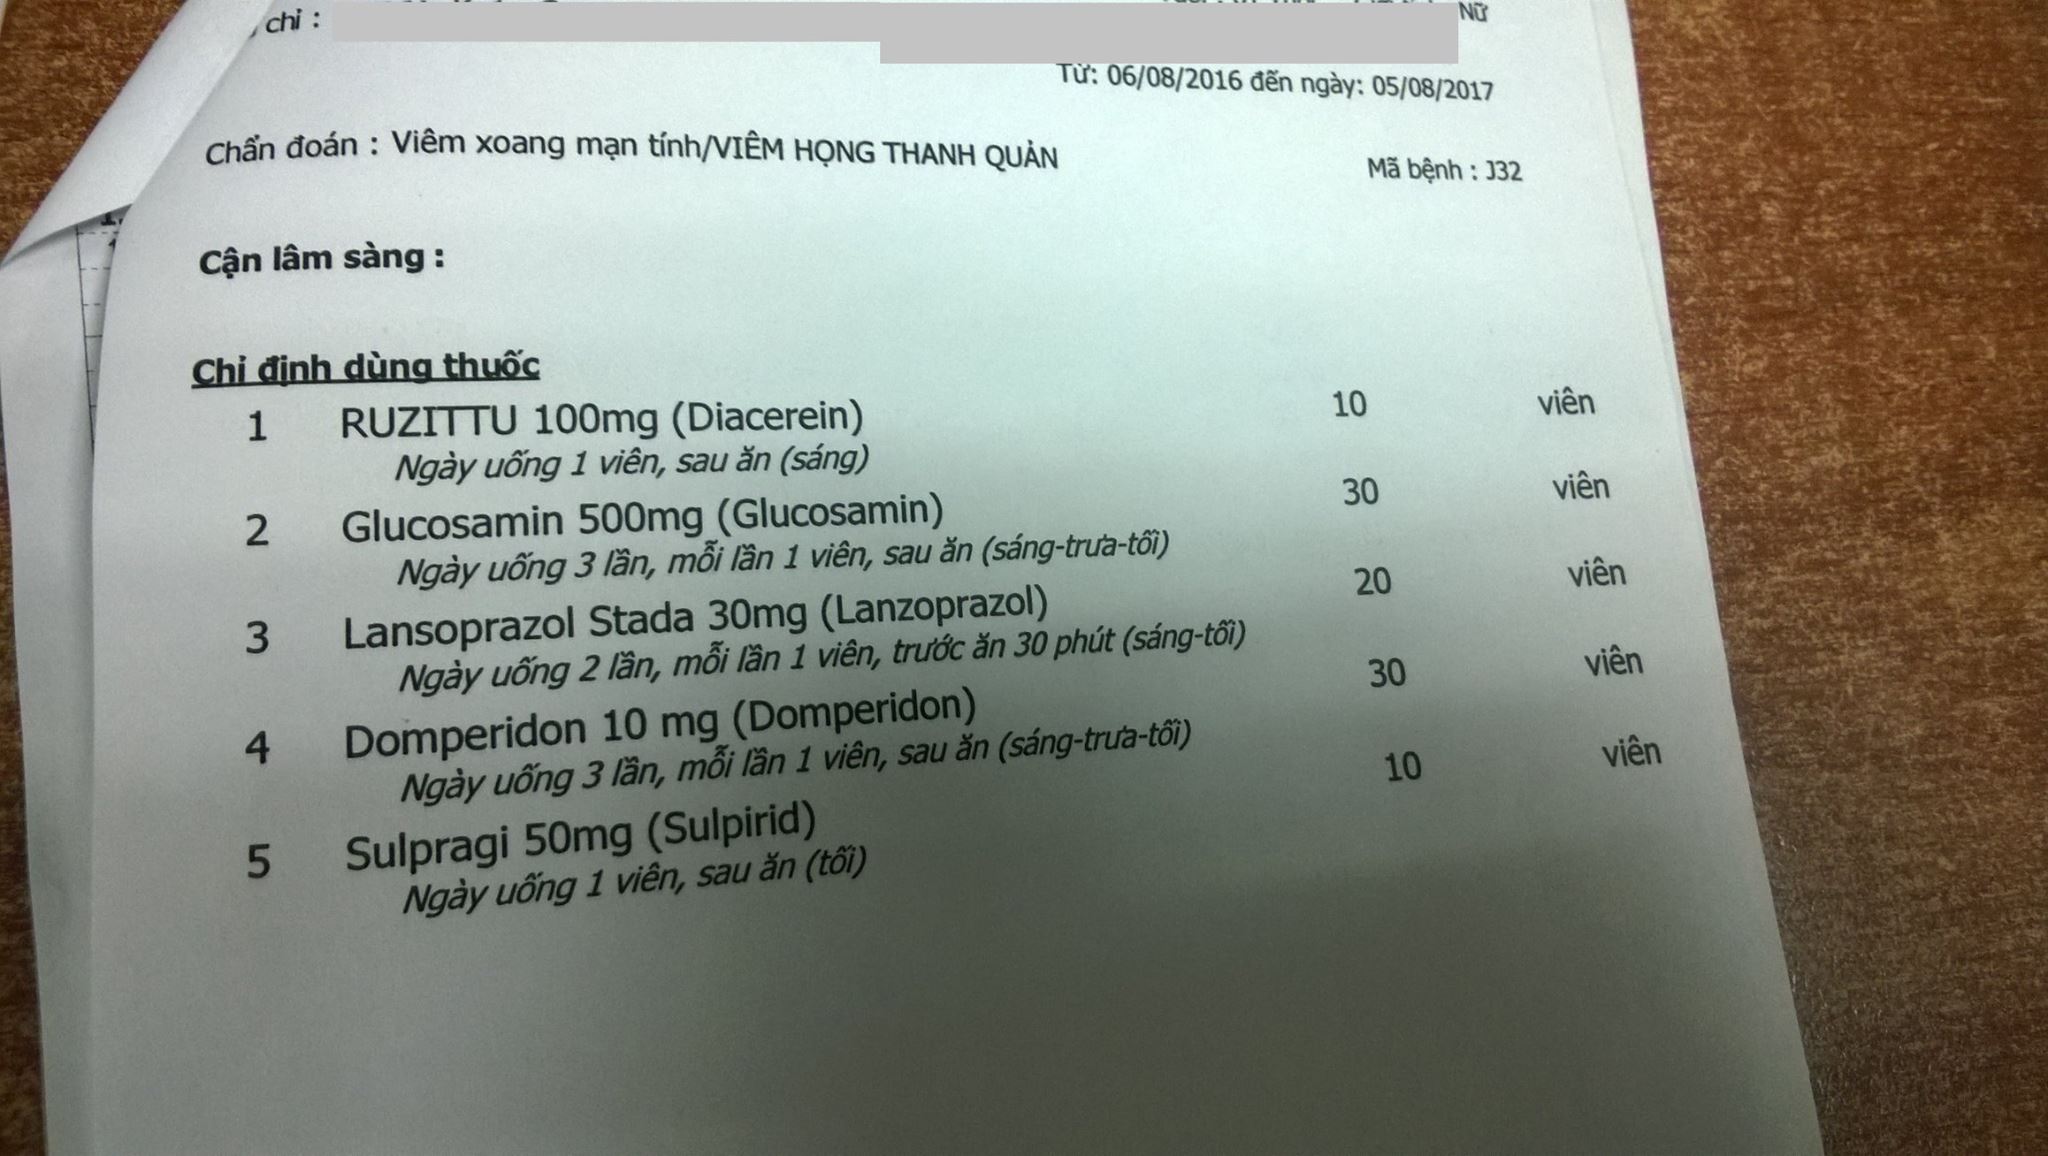 chỉ :
Nữ
Từ: 06/08/2016 đến ngày: 05/08/2017
Chẩn đoán : Viêm xoang mạn tính/VIÊM HỌNG THANH QUẢN
Mã bệnh : J32
Cận lâm sàng :
Chỉ định dùng thuốc
1 RUZITTU 100mg (Diacerein) 10 viên
Ngày uống 1 viên, sau ăn (sáng)
2 Glucosamin 500mg (Glucosamin) 30 viên
Ngày uống 3 lần, mỗi lần 1 viên, sau ăn (sáng-trưa-tối)
3 Lansoprazol Stada 30mg (Lanzoprazol) 20 viên
Ngày uống 2 lần, mỗi lần 1 viên, trước ăn 30 phút (sáng-tối)
4 Domperidon 10 mg (Domperidon) 30 viên
Ngày uống 3 lần, mỗi lần 1 viên, sau ăn (sáng-trưa-tối)
5 Sulpragi 50mg (Sulpirid) 10 viên
Ngày uống 1 viên, sau ăn (tối)